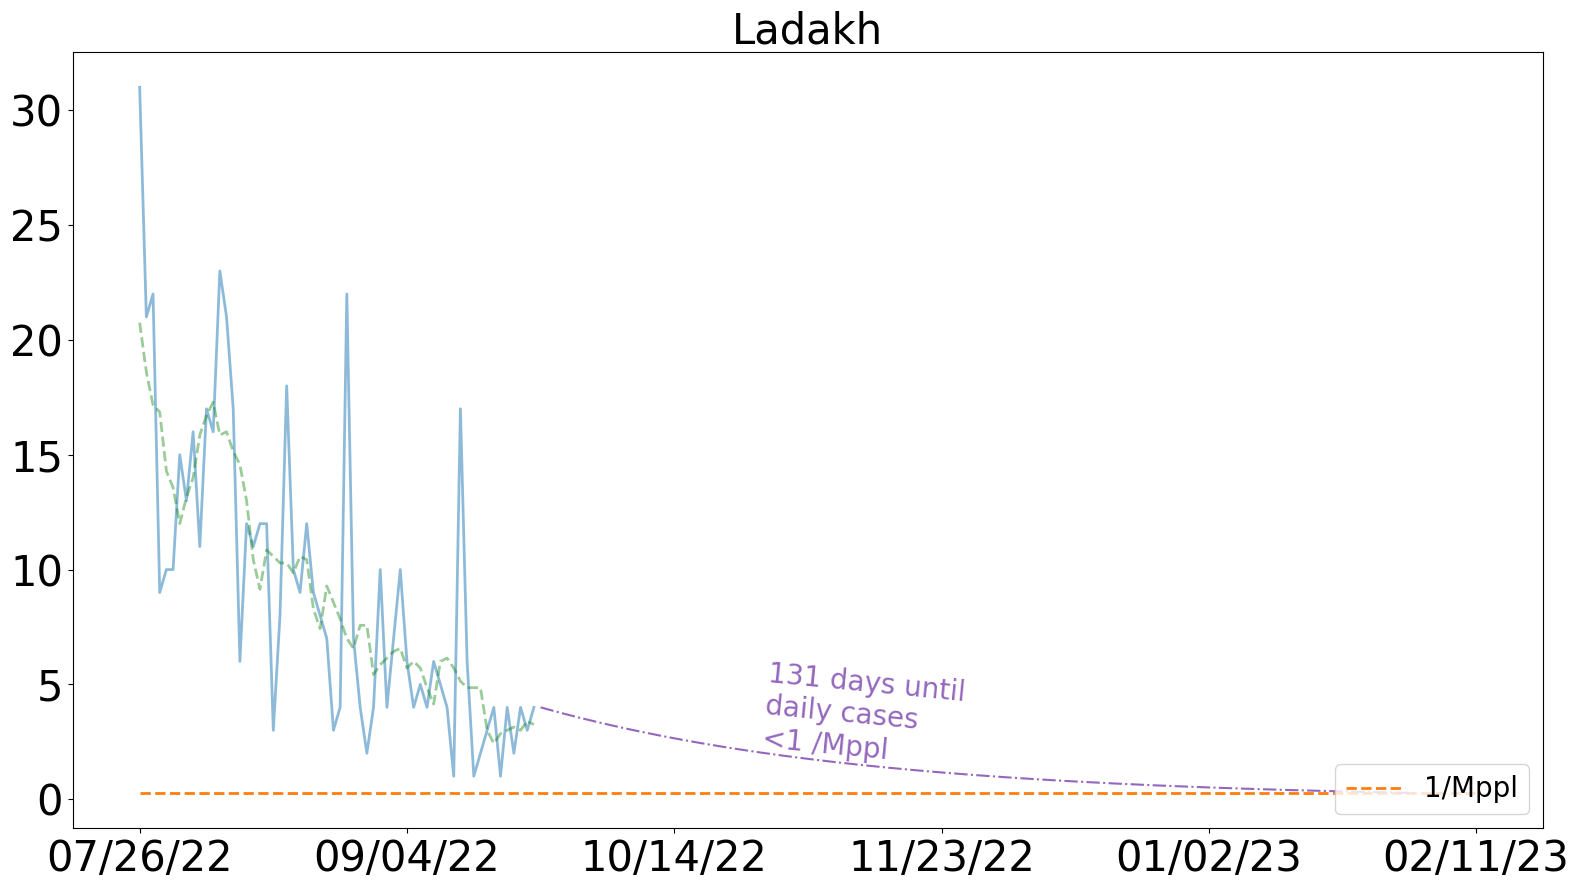 Ladakh
30
25
20
15
10
5
0
131 days until
daily cases
<1 /Mppl
1/Mppl
07/26/22
09/04/22
10/14/22
11/23/22
01/02/23
02/11/23